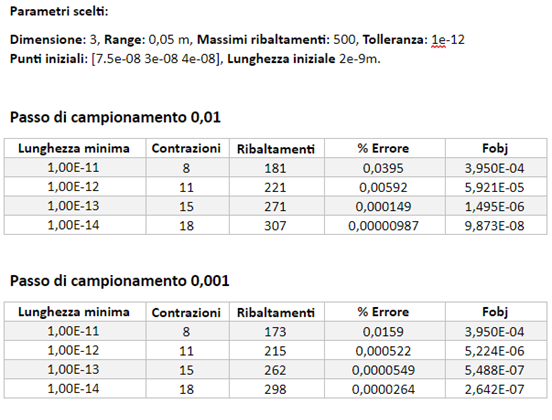 Parametri scelti:
Dimensione: 3, Range: 0,05 m, Massimi ribaltamenti: 500, Tolleranza: 1e-12
Punti iniziali: [7.5e-08 3e-08 4e-08], Lunghezza iniziale 2e-9m.
Passo di campionamento 0,01
Lunghezza minima Contrazioni Ribaltamenti % Errore Fobj
1,00E-11 8 181 0,0395 3,950E-04
1,00E-12 11 221 0,00592 5,921E-05
1,00E-13 15 271 0,000149 1,495E-06
1,00E-14 18 307 0,00000987 9,873E-08
Passo di campionamento 0,001
Lunghezza minima Contrazioni Ribaltamenti % Errore Fobj
1,00E-11 8 173 0,0159 3,950E-04
1,00E-12 11 215 0,000522 5,224E-06
1,00E-13 15 262 0,0000549 5,488E-07
1,00E-14 18 298 0,0000264 2,642E-07